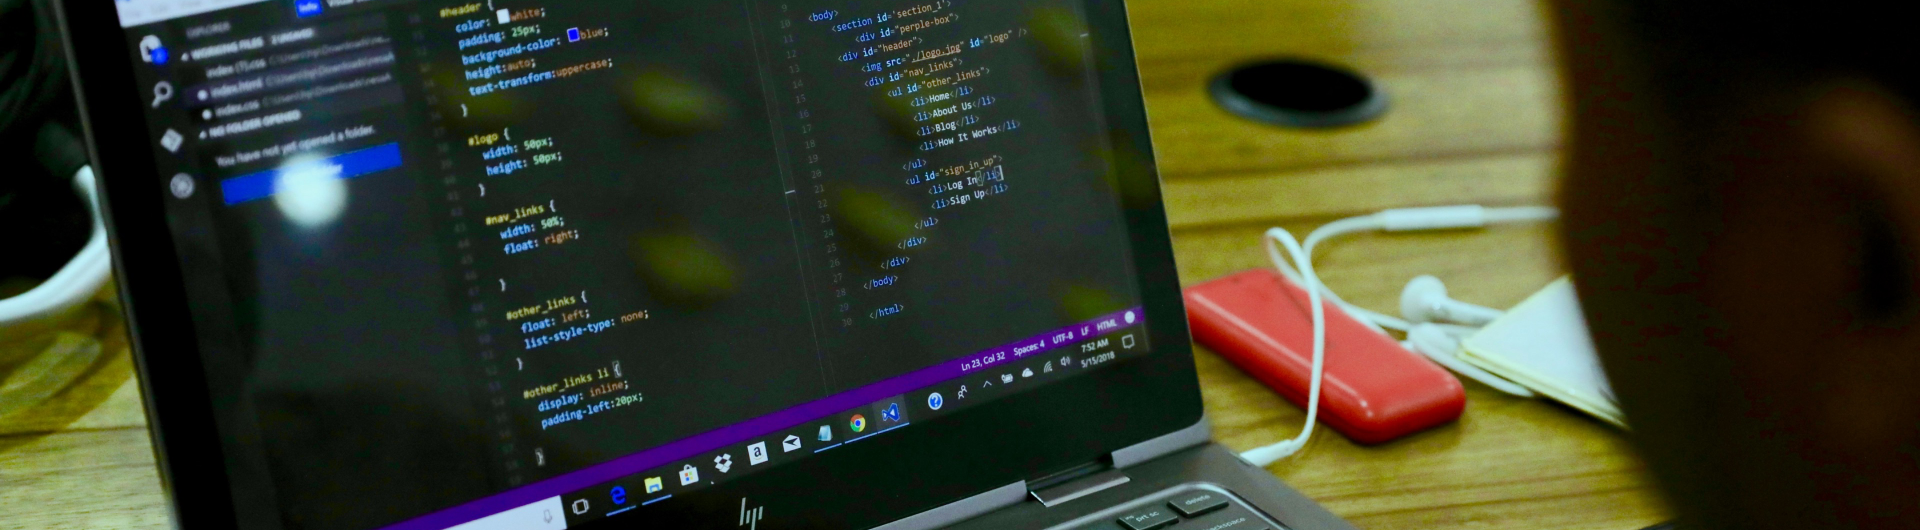 EXPLORER
WORKING FILES 2 UNSAVED
index.html
index.css
NO FOLDER OPENED
You have not yet opened a folder.
#header {
color: white;
padding: 25px;
background-color: blue;
height:auto;
text-transform:uppercase;
}
#logo {
width: 50px;
height: 50px;
}
#nav_links {
width: 50%;
float: right;
}
#other_links {
float: left;
list-style-type: none;
}
#other_links li {
display: inline;
padding-left:20px;
}
<body>
<section id='section_1'>
<div id="perple-box">
<div id="header">
<img src="./logo.jpg" id="logo" />
<div id="nav_links">
<ul id="other_links">
<li>Home</li>
<li>About Us</li>
<li>Blog</li>
<li>How It Works</li>
</ul>
<ul id="sign_in_up">
<li>Log In</li>
<li>Sign Up</li>
</ul>
</div>
</div>
</body>
</html>
Ln 23, Col 32 Spaces: 4 UTF-8 LF HTML
7:52 AM
5/15/2018
hp
prt sc
delete
backspace